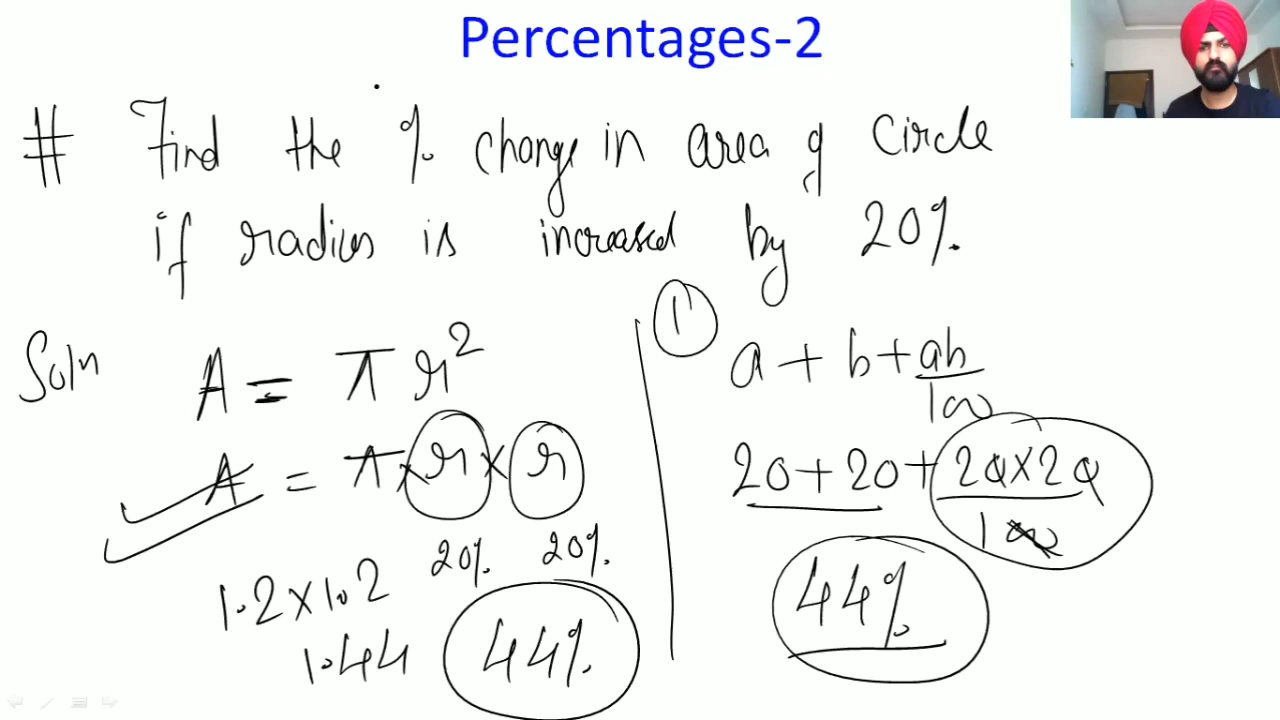 Percentages-2
# Find the % change in area of circle
if radius is increased by 20%.
Soln
A = π r²
A = π × r × r
20% 20%
1.2 × 1.2
1.44 44%
①
a + b + ab/100
20 + 20 + 20×20/100
44%